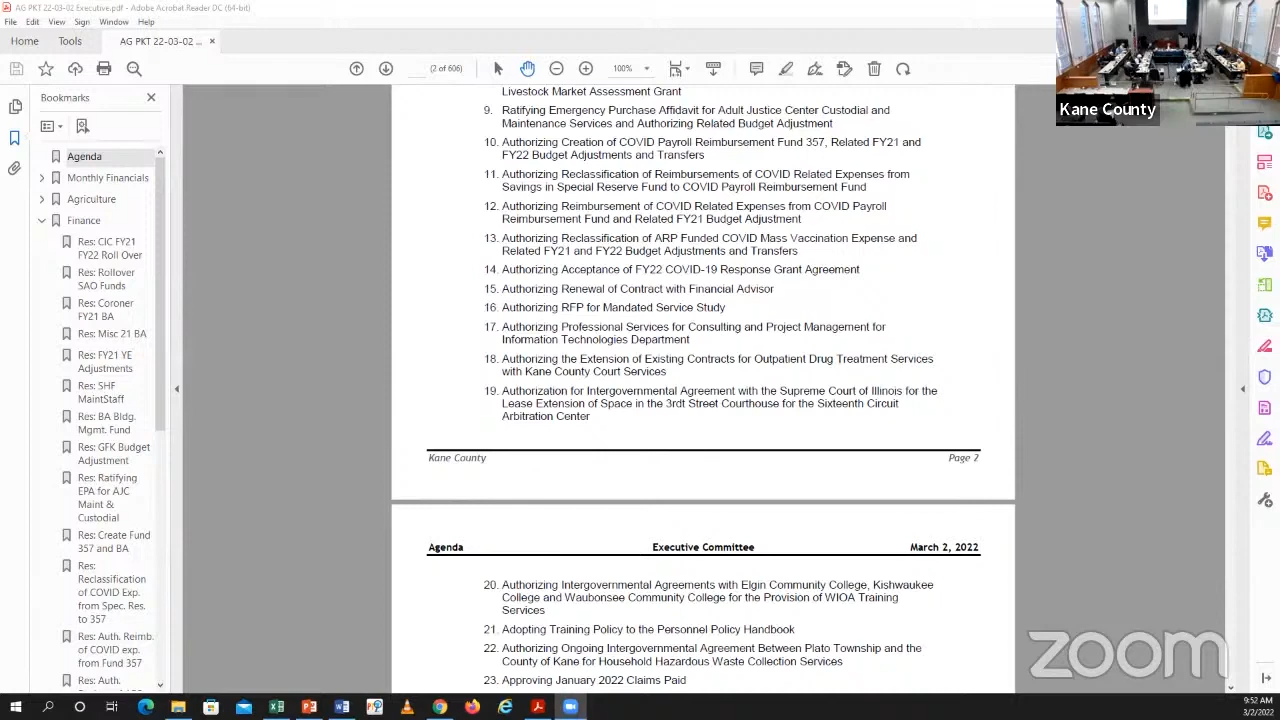 AG PKT 22-03-02 Executive.pdf - Adobe Acrobat Reader DC (64-bit)
File Edit View Sign Window Help
Home Tools AG PKT 22-03-02 ... ×
(2 of 606) 100%
Kane County
Bookmarks
Agenda
Monthly Financials
Agriculture
Finance
Res: CIC FY21
FY22 Roll Over
Res: Rollover
SAO Funds
Res: Coroner
FY21 BA
Res: Misc 21 BA
Res: FY21 YE
Adjustments
Res: SHF
MaintStaff
Res: BA Bldg.
Mgmt. Fund
Res: GFK Budget
Adjustment
Res: Ratifying
EPA for AJC
Maint &
Custodial
Res: Create Fund
357 and BA
Res:
Reclassification
of COVID Exp.
from Spec. Res.
to 357
Res: Auth. Reimb.
of COVID exp.
from Fund 357
Res: Auth.
Livestock Market Assessment Grant
9. Ratifying Emergency Purchase Affidavit for Adult Justice Center Custodial and
Maintenance Services and Authorizing Related Budget Adjustment
10. Authorizing Creation of COVID Payroll Reimbursement Fund 357, Related FY21 and
FY22 Budget Adjustments and Transfers
11. Authorizing Reclassification of Reimbursements of COVID Related Expenses from
Savings in Special Reserve Fund to COVID Payroll Reimbursement Fund
12. Authorizing Reimbursement of COVID Related Expenses from COVID Payroll
Reimbursement Fund and Related FY21 Budget Adjustment
13. Authorizing Reclassification of ARP Funded COVID Mass Vaccination Expense and
Related FY21 and FY22 Budget Adjustments and Transfers
14. Authorizing Acceptance of FY22 COVID-19 Response Grant Agreement
15. Authorizing Renewal of Contract with Financial Advisor
16. Authorizing RFP for Mandated Service Study
17. Authorizing Professional Services for Consulting and Project Management for
Information Technologies Department
18. Authorizing the Extension of Existing Contracts for Outpatient Drug Treatment Services
with Kane County Court Services
19. Authorization for Intergovernmental Agreement with the Supreme Court of Illinois for the
Lease Extension of Space in the 3rdt Street Courthouse for the Sixteenth Circuit
Arbitration Center
Kane County Page 2
Agenda Executive Committee March 2, 2022
20. Authorizing Intergovernmental Agreements with Elgin Community College, Kishwaukee
College and Waubonsee Community College for the Provision of WIOA Training
Services
21. Adopting Training Policy to the Personnel Policy Handbook
22. Authorizing Ongoing Intergovernmental Agreement Between Plato Township and the
County of Kane for Household Hazardous Waste Collection Services
23. Approving January 2022 Claims Paid
zoom
9:52 AM
3/2/2022